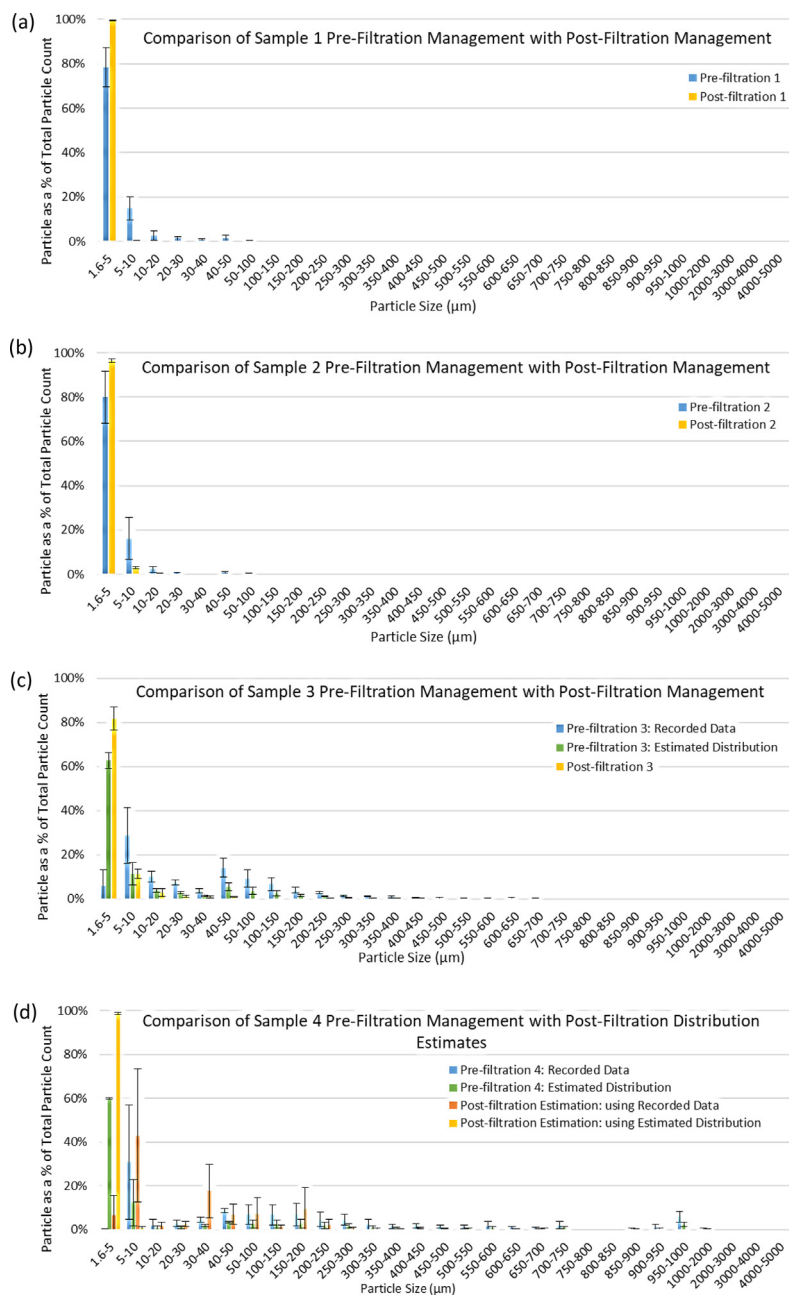 (a)
Comparison of Sample 1 Pre-Filtration Management with Post-Filtration Management
Particle as a % of Total Particle Count
100%
80%
60%
40%
20%
0%
Pre-filtration 1
Post-filtration 1
1.6-5 5-10 10-20 20-30 30-40 40-50 50-100 100-150 150-200 200-250 250-300 300-350 350-400 400-450 450-500 500-550 550-600 600-650 650-700 700-750 750-800 800-850 850-900 900-950 950-1000 1000-2000 2000-3000 3000-4000 4000-5000
Particle Size (μm)
(b)
Comparison of Sample 2 Pre-Filtration Management with Post-Filtration Management
Particle as a % of Total Particle Count
100%
80%
60%
40%
20%
0%
Pre-filtration 2
Post-filtration 2
1.6-5 5-10 10-20 20-30 30-40 40-50 50-100 100-150 150-200 200-250 250-300 300-350 350-400 400-450 450-500 500-550 550-600 600-650 650-700 700-750 750-800 800-850 850-900 900-950 950-1000 1000-2000 2000-3000 3000-4000 4000-5000
Particle Size (μm)
(c)
Comparison of Sample 3 Pre-Filtration Management with Post-Filtration Management
Particle as a % of Total Particle Count
100%
80%
60%
40%
20%
0%
Pre-filtration 3: Recorded Data
Pre-filtration 3: Estimated Distribution
Post-filtration 3
1.6-5 5-10 10-20 20-30 30-40 40-50 50-100 100-150 150-200 200-250 250-300 300-350 350-400 400-450 450-500 500-550 550-600 600-650 650-700 700-750 750-800 800-850 850-900 900-950 950-1000 1000-2000 2000-3000 3000-4000 4000-5000
Particle Size (μm)
(d)
Comparison of Sample 4 Pre-Filtration Management with Post-Filtration Distribution
Estimates
Particle as a % of Total Particle Count
100%
80%
60%
40%
20%
0%
Pre-filtration 4: Recorded Data
Pre-filtration 4: Estimated Distribution
Post-filtration Estimation: using Recorded Data
Post-filtration Estimation: using Estimated Distribution
1.6-5 5-10 10-20 20-30 30-40 40-50 50-100 100-150 150-200 200-250 250-300 300-350 350-400 400-450 450-500 500-550 550-600 600-650 650-700 700-750 750-800 800-850 850-900 900-950 950-1000 1000-2000 2000-3000 3000-4000 4000-5000
Particle Size (μm)